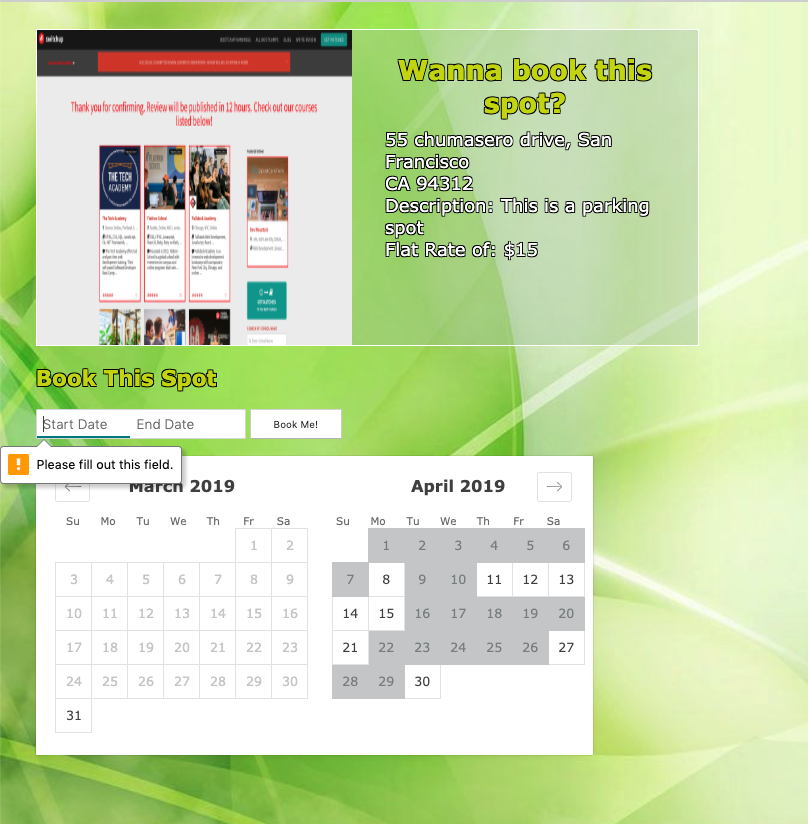 switchup
Wanna book this
spot?
Thank you for confirming. Review will be published in 12 hours. Check out our courses
listed below!
55 chumasero drive, San
Francisco
CA 94312
Description: This is a parking
spot
Flat Rate of: $15
THE TECH
ACADEMY
The Tech Academy
Book This Spot
Start Date End Date Book Me!
Please fill out this field.
March 2019
Su Mo Tu We Th Fr Sa
1 2
3 4 5 6 7 8 9
10 11 12 13 14 15 16
17 18 19 20 21 22 23
24 25 26 27 28 29 30
31
April 2019
Su Mo Tu We Th Fr Sa
1 2 3 4 5 6
7 8 9 10 11 12 13
14 15 16 17 18 19 20
21 22 23 24 25 26 27
28 29 30